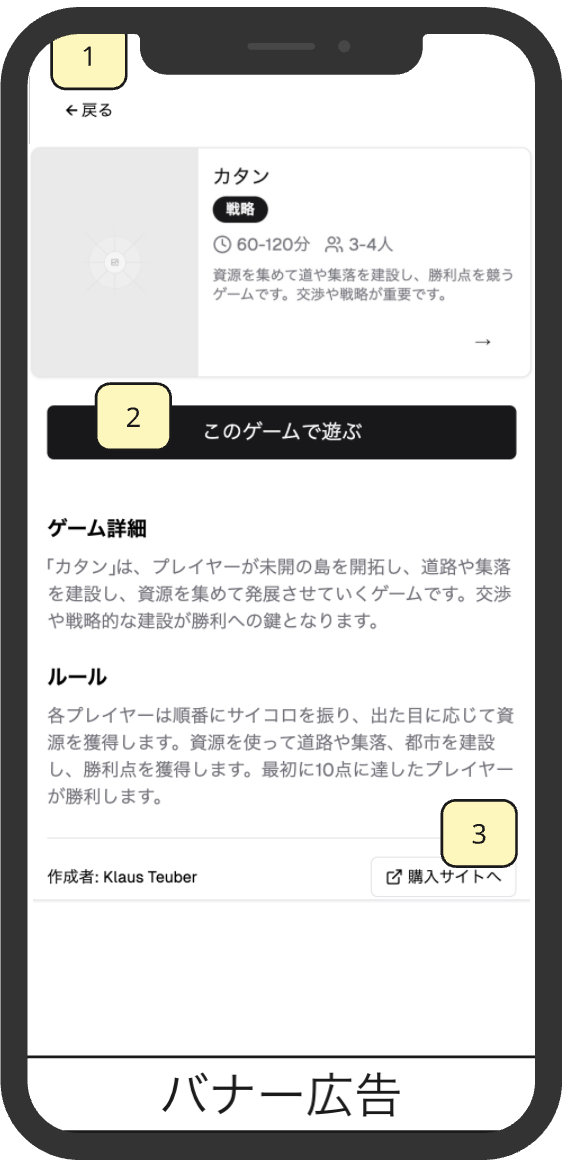 1
← 戻る
カタン
戦略
60-120分 3-4人
資源を集めて道や集落を建設し、勝利点を競う
ゲームです。交渉や戦略が重要です。
→
2
このゲームで遊ぶ
ゲーム詳細
「カタン」は、プレイヤーが未開の島を開拓し、道路や集落
を建設し、資源を集めて発展させていくゲームです。交渉
や戦略的な建設が勝利への鍵となります。
ルール
各プレイヤーは順番にサイコロを振り、出た目に応じて資
源を獲得します。資源を使って道路や集落、都市を建設
し、勝利点を獲得します。最初に10点に達したプレイヤー
が勝利します。
3
作成者: Klaus Teuber
購入サイトへ
バナー広告